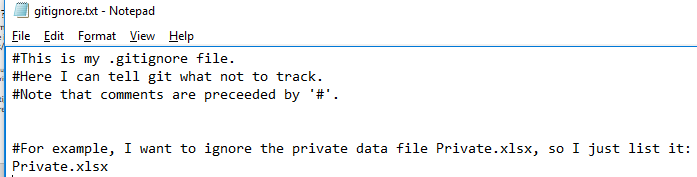 gitignore.txt - Notepad
File Edit Format View Help
#This is my .gitignore file.
#Here I can tell git what not to track.
#Note that comments are preceeded by '#'.
#For example, I want to ignore the private data file Private.xlsx, so I just list it:
Private.xlsx